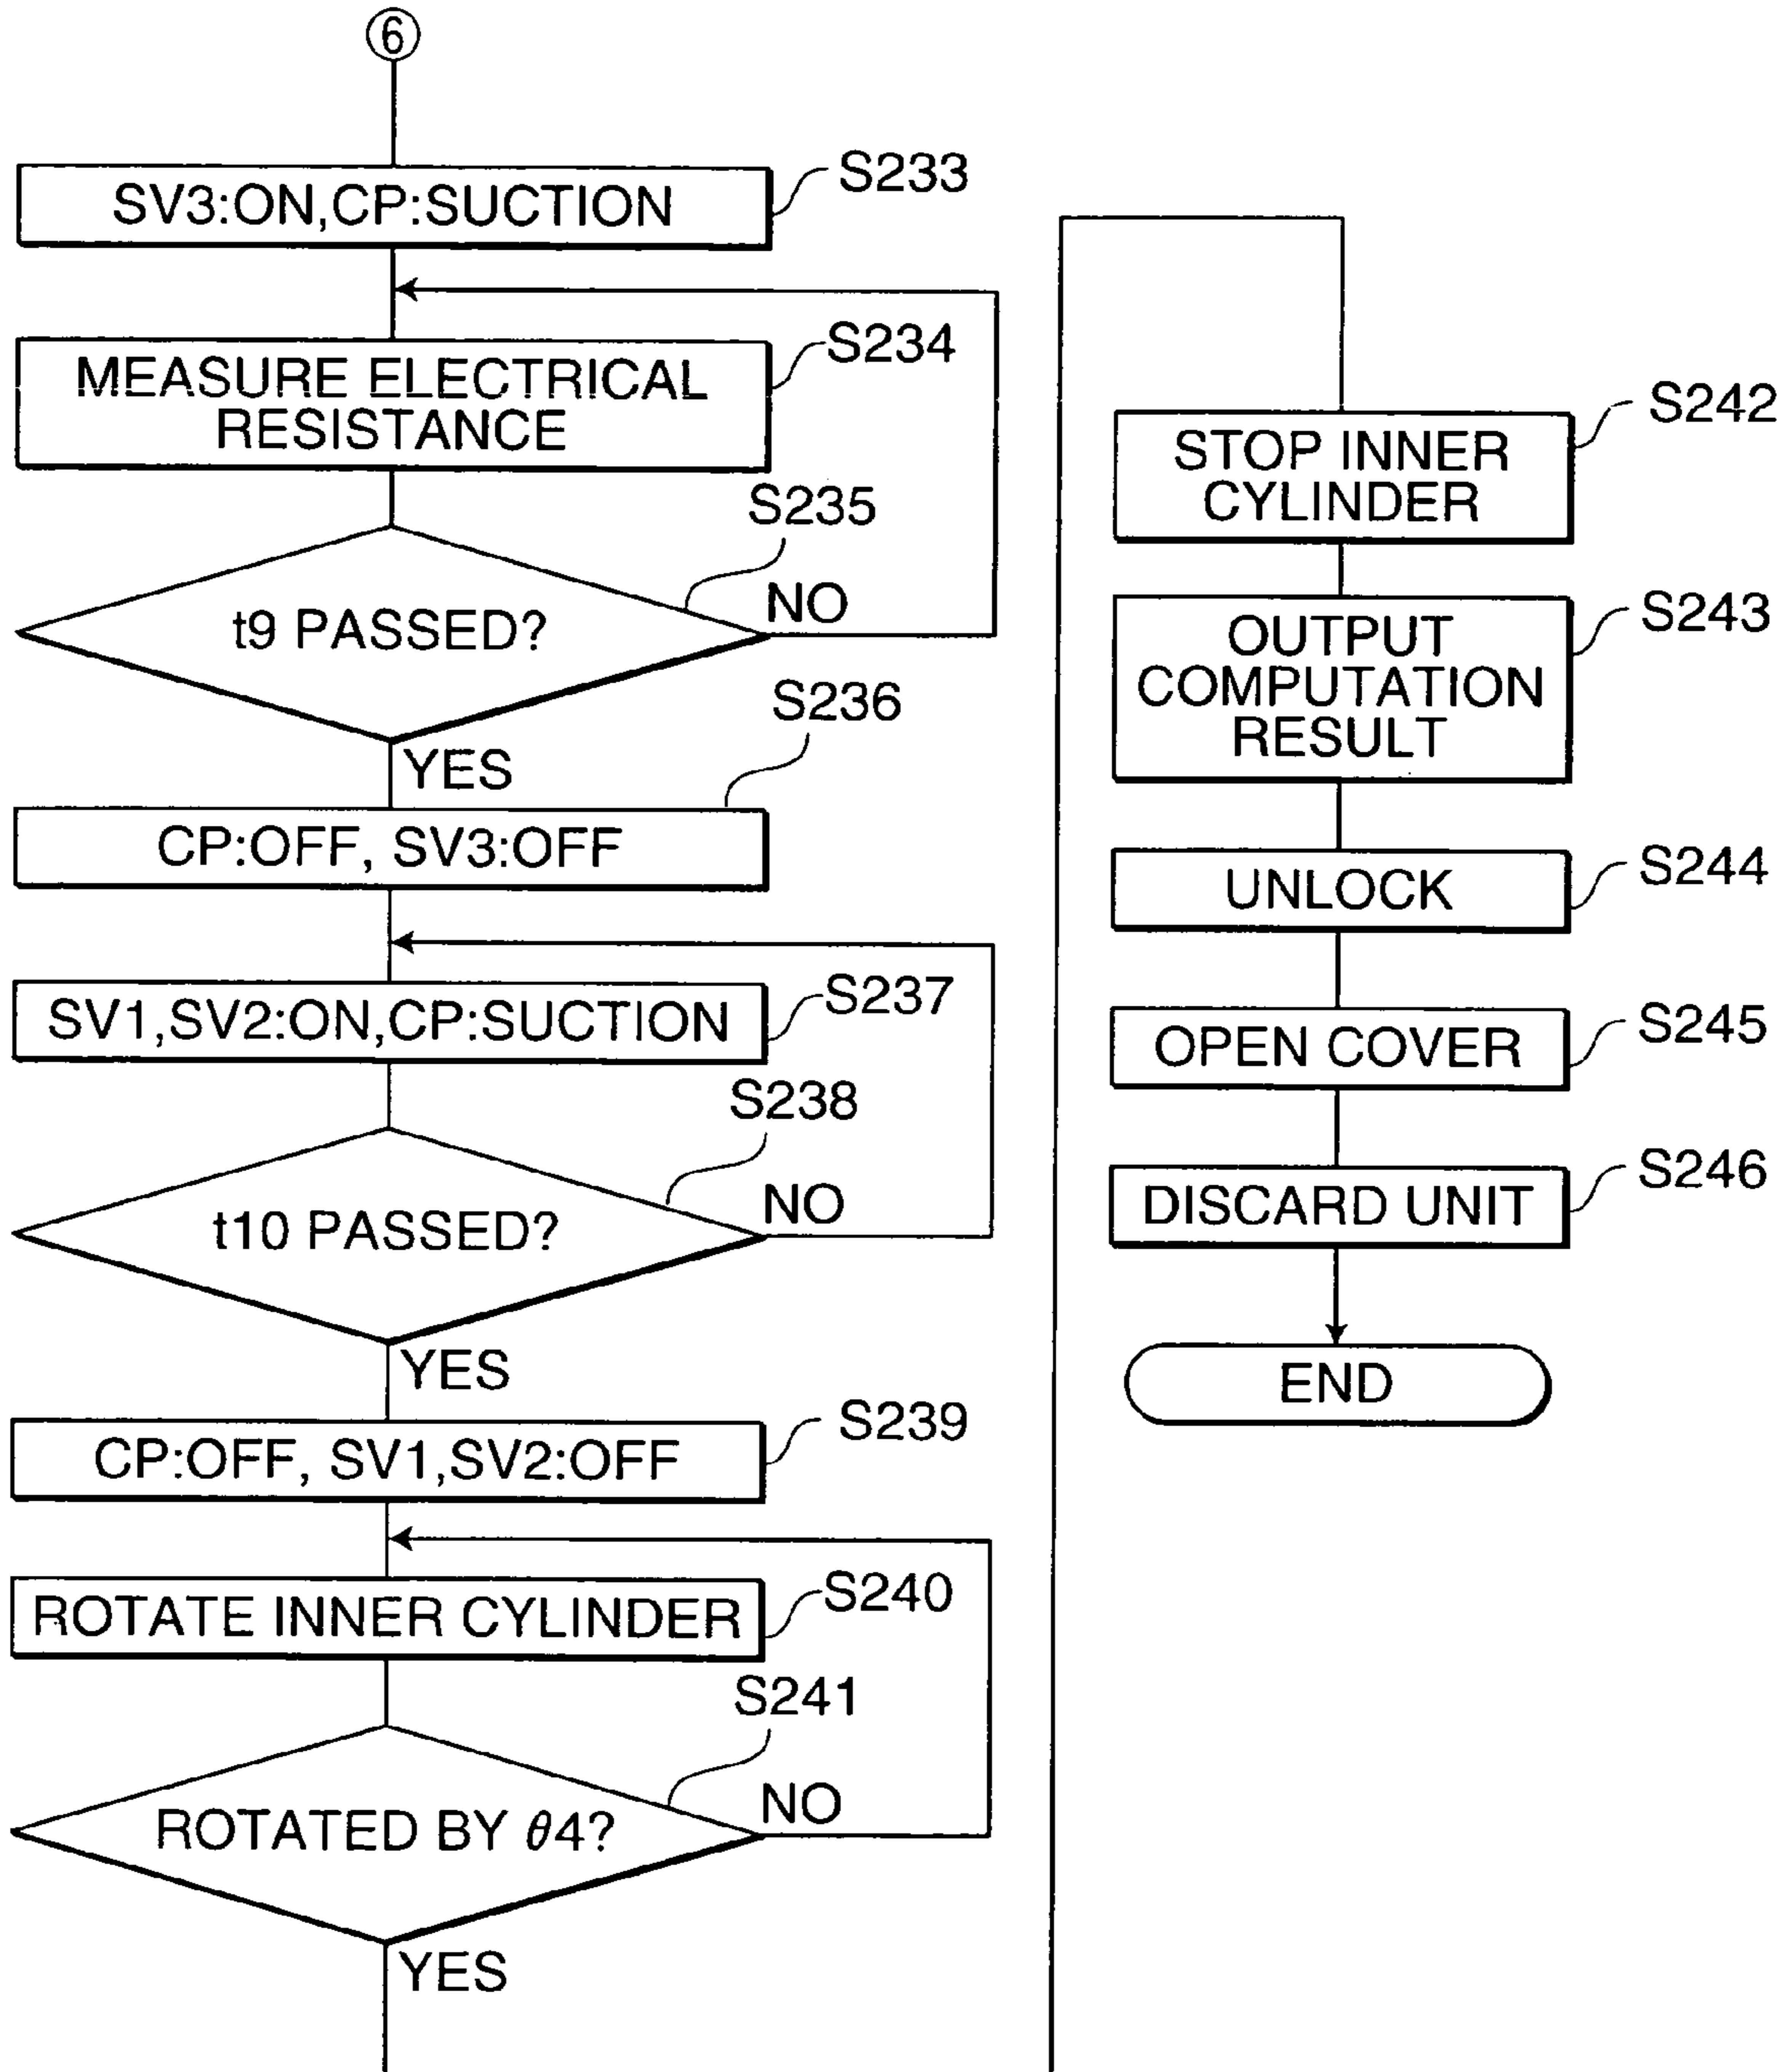 6
SV3:ON,CP:SUCTION
S233
MEASURE ELECTRICAL
RESISTANCE
S234
t9 PASSED?
S235
NO
YES
CP:OFF, SV3:OFF
S236
SV1,SV2:ON,CP:SUCTION
S237
t10 PASSED?
S238
NO
YES
CP:OFF, SV1,SV2:OFF
S239
ROTATE INNER CYLINDER
S240
ROTATED BY θ4?
S241
NO
YES
STOP INNER
CYLINDER
S242
OUTPUT
COMPUTATION
RESULT
S243
UNLOCK
S244
OPEN COVER
S245
DISCARD UNIT
S246
END